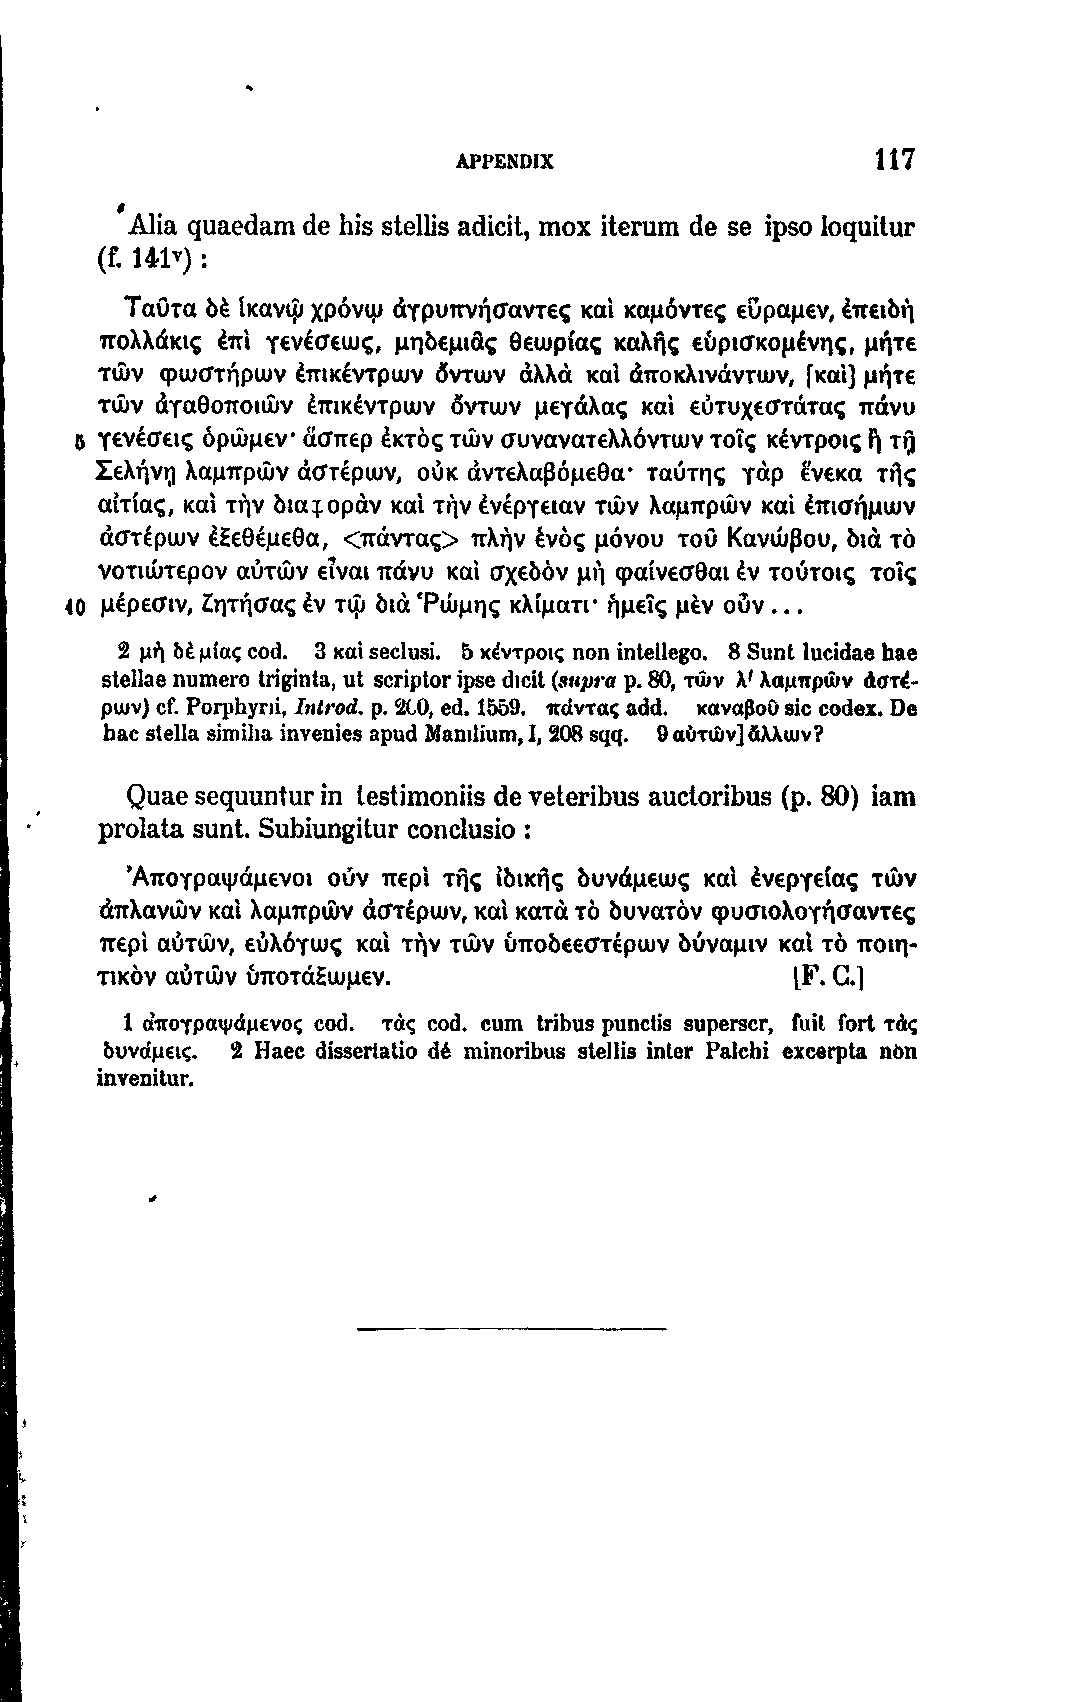 APPENDIX 117
Alia quaedam de his stellis adicit, mox iterum de se ipso loquitur
(f. 141ᵛ) :
Ταῦτα δὲ ἱκανῷ χρόνῳ ἀγρυπνήσαντες καὶ καμόντες εὕραμεν, ἐπειδὴ
πολλάκις ἐπὶ γενέσεως, μηδεμιᾶς θεωρίας καλῆς εὑρισκομένης, μήτε
τῶν φωστήρων ἐπικέντρων ὄντων ἀλλὰ καὶ ἀποκλινάντων, [καὶ] μήτε
τῶν ἀγαθοποιῶν ἐπικέντρων ὄντων μεγάλας καὶ εὐτυχεστάτας πάνυ
5 γενέσεις ὁρῶμεν· ἅσπερ ἐκτὸς τῶν συνανατελλόντων τοῖς κέντροις ἢ τῇ
Σελήνῃ λαμπρῶν ἀστέρων, οὐκ ἀντελαβόμεθα· ταύτης γὰρ ἕνεκα τῆς
αἰτίας, καὶ τὴν διαφορὰν καὶ τὴν ἐνέργειαν τῶν λαμπρῶν καὶ ἐπισήμων
ἀστέρων ἐξεθέμεθα, <πάντας> πλὴν ἑνὸς μόνου τοῦ Κανώβου, διὰ τὸ
νοτιώτερον αὐτῶν εἶναι πάνυ καὶ σχεδὸν μὴ φαίνεσθαι ἐν τούτοις τοῖς
10 μέρεσιν, ζητήσας ἐν τῷ διὰ Ῥώμης κλίματι· ἡμεῖς μὲν οὖν ...
2 μὴ δὲ μίας cod. 3 καὶ seclusi. 5 κέντροις non intellego. 8 Sunt lucidae hae
stellae numero triginta, ut scriptor ipse dicit (supra p. 80, τῶν λ′ λαμπρῶν ἀστέ-
ρων) cf. Porphyrii, Introd. p. 200, ed. 1559. πάντας add. καναβοῦ sic codex. De
hac stella similia invenies apud Manilium, I, 208 sqq. 9 αὐτῶν] ἄλλων?
Quae sequuntur in testimoniis de veteribus auctoribus (p. 80) iam
prolata sunt. Subiungitur conclusio :
Ἀπογραψάμενοι οὖν περὶ τῆς ἰδικῆς δυνάμεως καὶ ἐνεργείας τῶν
ἀπλανῶν καὶ λαμπρῶν ἀστέρων, καὶ κατὰ τὸ δυνατὸν φυσιολογήσαντες
περὶ αὐτῶν, εὐλόγως καὶ τὴν τῶν ὑποδεεστέρων δύναμιν καὶ τὸ ποιη-
τικὸν αὐτῶν ὑποτάξωμεν. [F. C.]
1 ἀπογραψάμενος cod. τὰς cod. cum tribus punctis superscr, fuit fort τὰς
δυνάμεις. 2 Haec dissertatio de minoribus stellis inter Palchi excerpta non
invenitur.